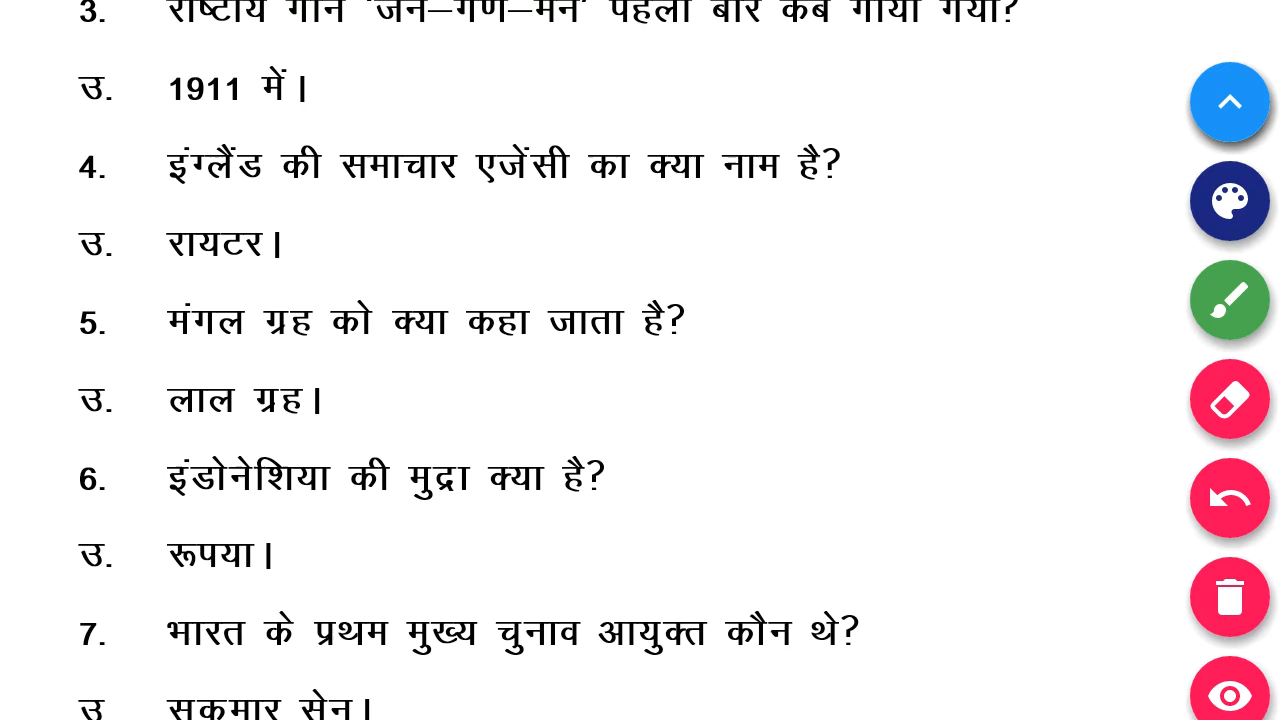 3. राष्टीय गान 'जन–गण–मन' पहली बार कब गाया गया?
उ. 1911 में।
4. इंग्लैंड की समाचार एजेंसी का क्या नाम है?
उ. रायटर।
5. मंगल ग्रह को क्या कहा जाता है?
उ. लाल ग्रह।
6. इंडोनेशिया की मुद्रा क्या है?
उ. रूपया।
7. भारत के प्रथम मुख्य चुनाव आयुक्त कौन थे?
उ सुकुमार सेन।